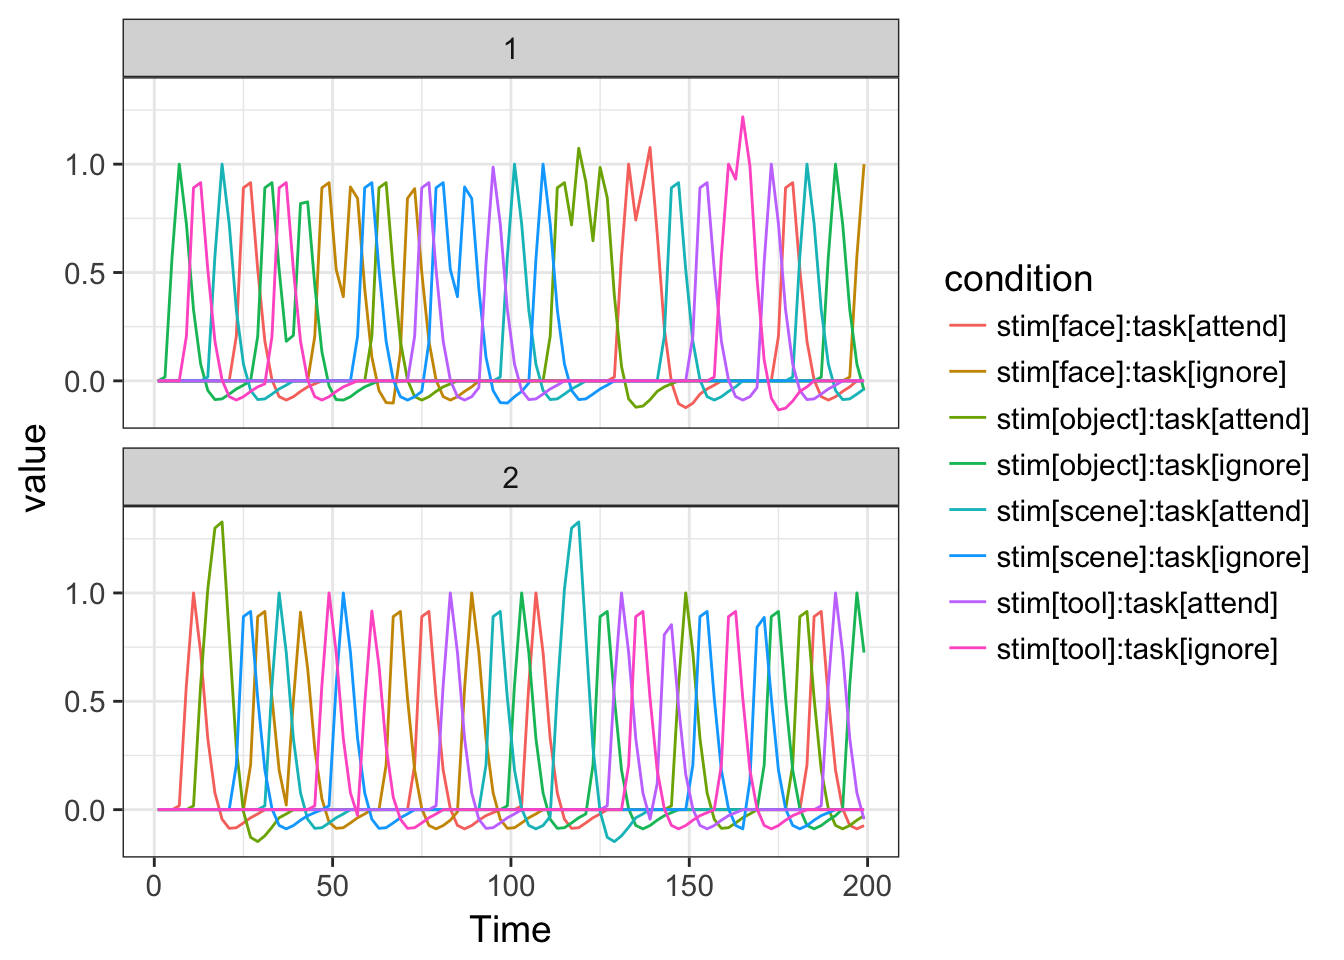 1
1.0
0.5
0.0
2
1.0
0.5
0.0
0 50 100 150 200
Time
value
condition
stim[face]:task[attend]
stim[face]:task[ignore]
stim[object]:task[attend]
stim[object]:task[ignore]
stim[scene]:task[attend]
stim[scene]:task[ignore]
stim[tool]:task[attend]
stim[tool]:task[ignore]